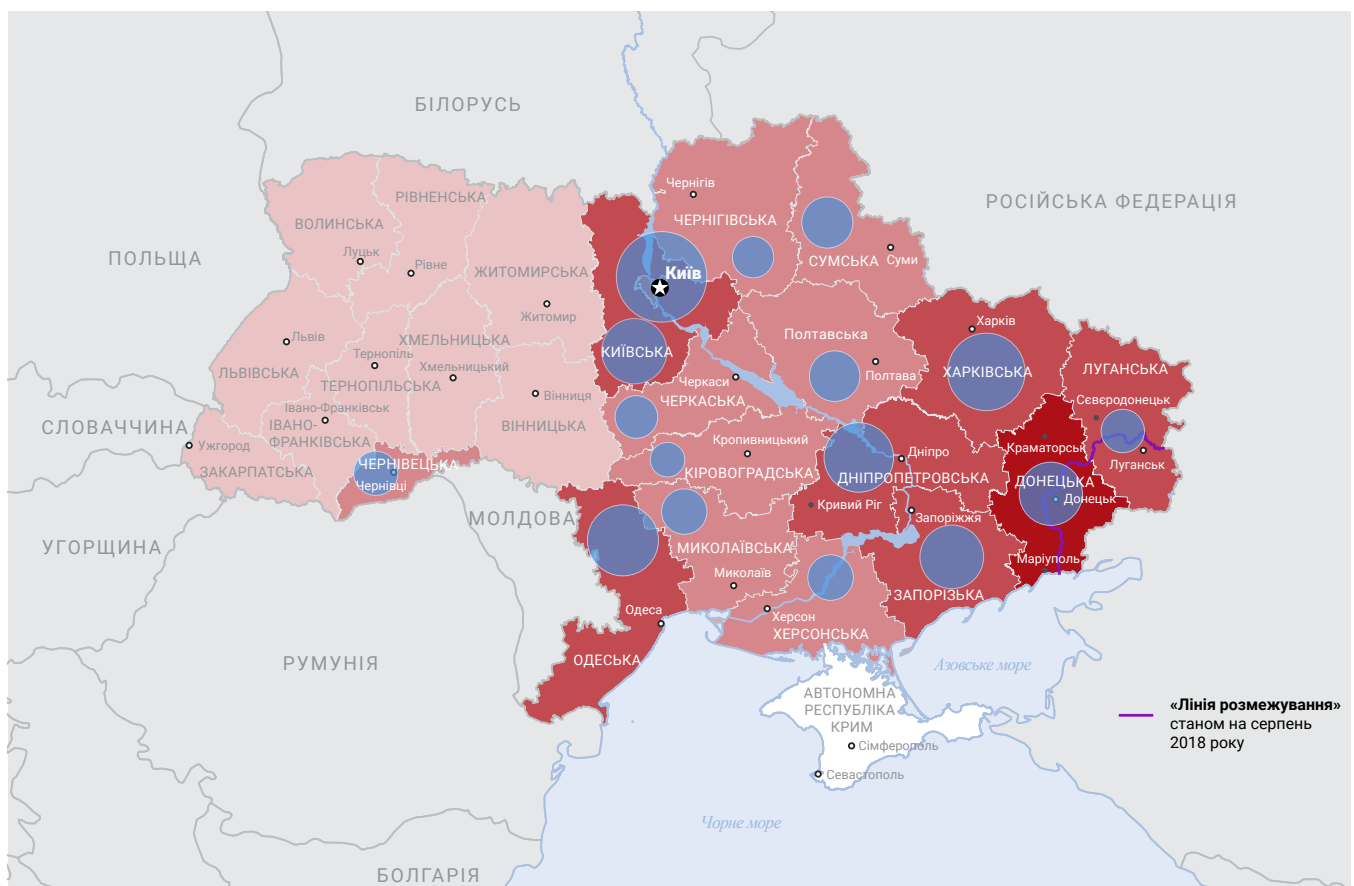 БІЛОРУСЬ
РОСІЙСЬКА ФЕДЕРАЦІЯ
ПОЛЬЩА
СЛОВАЧЧИНА
УГОРЩИНА
МОЛДОВА
РУМУНІЯ
БОЛГАРІЯ
ВОЛИНСЬКА
Луцьк
РІВНЕНСЬКА
Рівне
ЖИТОМИРСЬКА
Житомир
Київ
КИЇВСЬКА
Чернігів
ЧЕРНІГІВСЬКА
СУМСЬКА
Суми
Львів
ЛЬВІВСЬКА
Тернопіль
ТЕРНОПІЛЬСЬКА
ХМЕЛЬНИЦЬКА
Хмельницький
Вінниця
ВІННИЦЬКА
Івано-Франківськ
ІВАНО-
ФРАНКІВСЬКА
Ужгород
ЗАКАРПАТСЬКА
ЧЕРНІВЕЦЬКА
Чернівці
Черкаси
ЧЕРКАСЬКА
Полтавська
Полтава
Харків
ХАРКІВСЬКА
ЛУГАНСЬКА
Сєвєродонецьк
Луганськ
Кропивницький
КІРОВОГРАДСЬКА
Дніпро
ДНІПРОПЕТРОВСЬКА
Кривий Ріг
Краматорськ
ДОНЕЦЬКА
Донецьк
Маріуполь
Запоріжжя
ЗАПОРІЗЬКА
МИКОЛАЇВСЬКА
Миколаїв
Херсон
ХЕРСОНСЬКА
Одеса
ОДЕСЬКА
АВТОНОМНА
РЕСПУБЛІКА
КРИМ
Сімферополь
Севастополь
Азовське море
Чорне море
«Лінія розмежування»
станом на серпень
2018 року